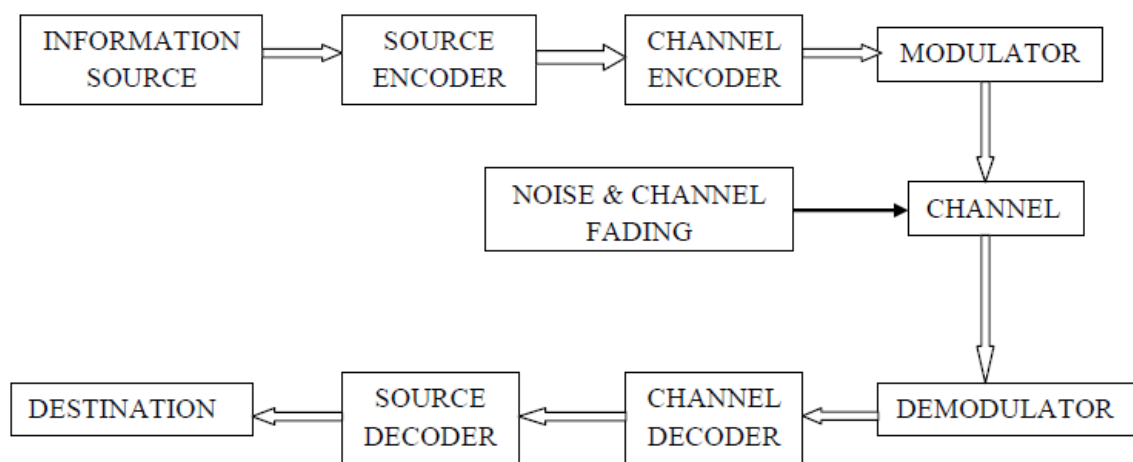 INFORMATION
SOURCE
SOURCE
ENCODER
CHANNEL
ENCODER
MODULATOR
NOISE & CHANNEL
FADING
CHANNEL
DESTINATION
SOURCE
DECODER
CHANNEL
DECODER
DEMODULATOR